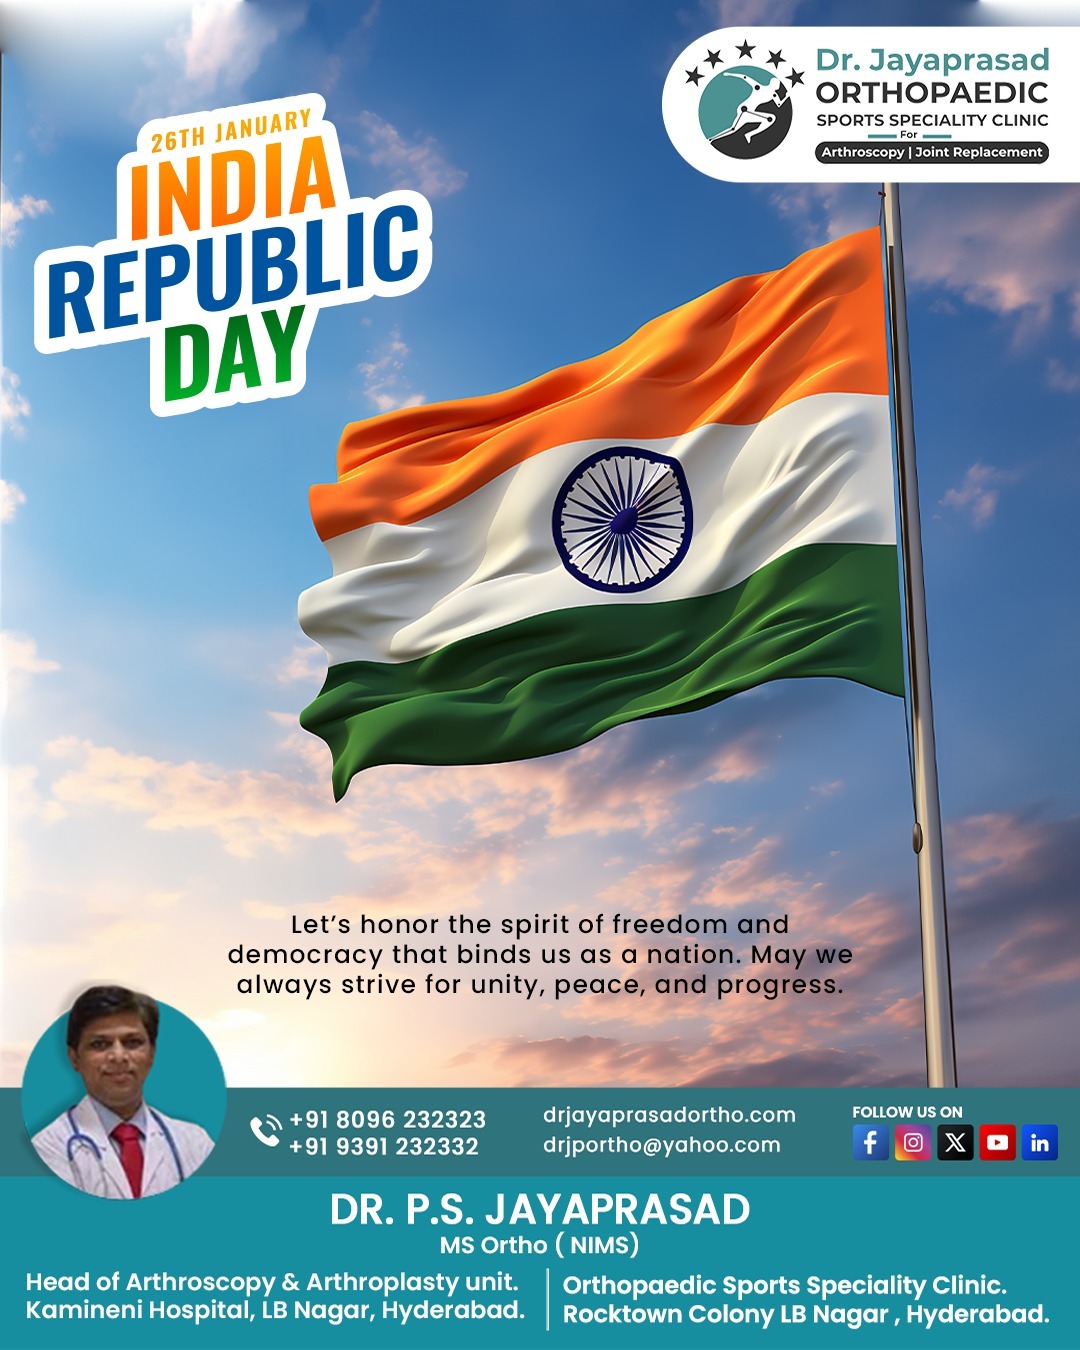 26TH JANUARY
INDIA
REPUBLIC
DAY
Dr. Jayaprasad
ORTHOPAEDIC
SPORTS SPECIALITY CLINIC
For
Arthroscopy | Joint Replacement
Let's honor the spirit of freedom and
democracy that binds us as a nation. May we
always strive for unity, peace, and progress.
+91 8096 232323
+91 9391 232332
drjayaprasadortho.com
drjportho@yahoo.com
FOLLOW US ON
DR. P.S. JAYAPRASAD
MS Ortho ( NIMS)
Head of Arthroscopy & Arthroplasty unit.
Kamineni Hospital, LB Nagar, Hyderabad.
Orthopaedic Sports Speciality Clinic.
Rocktown Colony LB Nagar , Hyderabad.